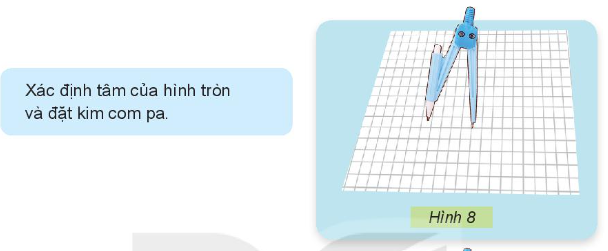 Xác định tâm của hình tròn
và đặt kim com pa.
Hình 8